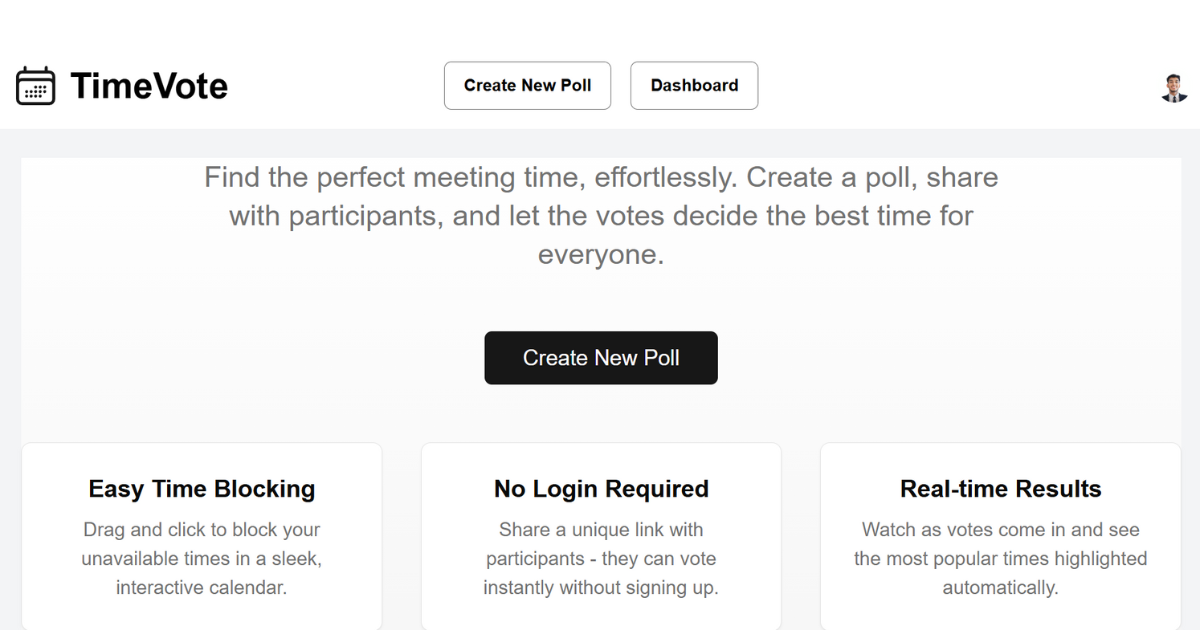 TimeVote
Create New Poll
Dashboard
Find the perfect meeting time, effortlessly. Create a poll, share
with participants, and let the votes decide the best time for
everyone.
Create New Poll
Easy Time Blocking
Drag and click to block your
unavailable times in a sleek,
interactive calendar.
No Login Required
Share a unique link with
participants - they can vote
instantly without signing up.
Real-time Results
Watch as votes come in and see
the most popular times highlighted
automatically.